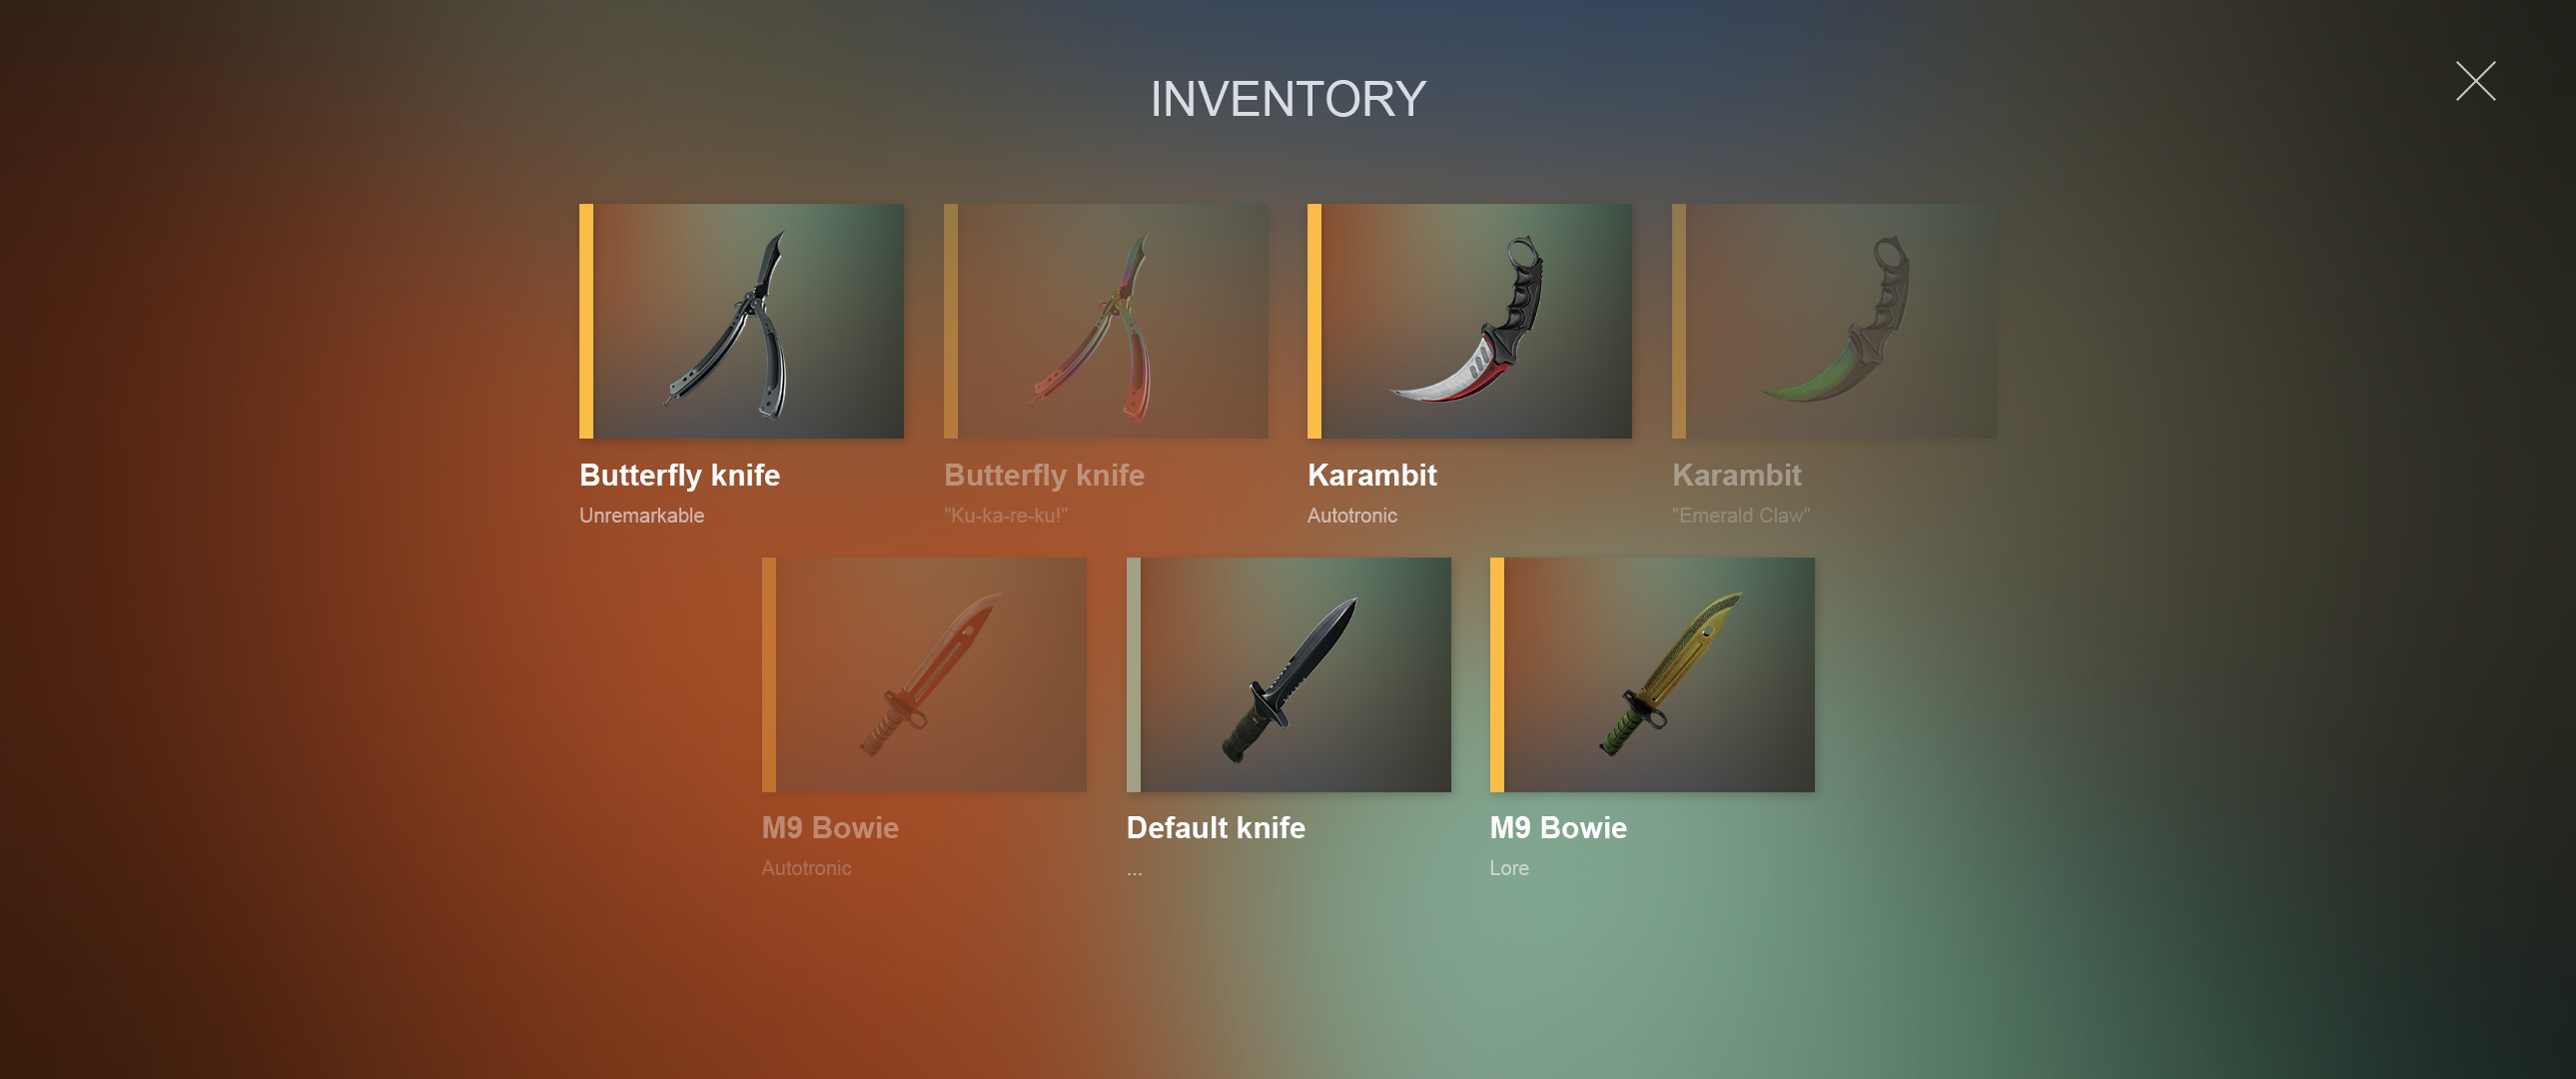 INVENTORY
Butterfly knife
Unremarkable
Butterfly knife
"Ku-ka-re-ku!"
Karambit
Autotronic
Karambit
"Emerald Claw"
M9 Bowie
Autotronic
Default knife
...
M9 Bowie
Lore